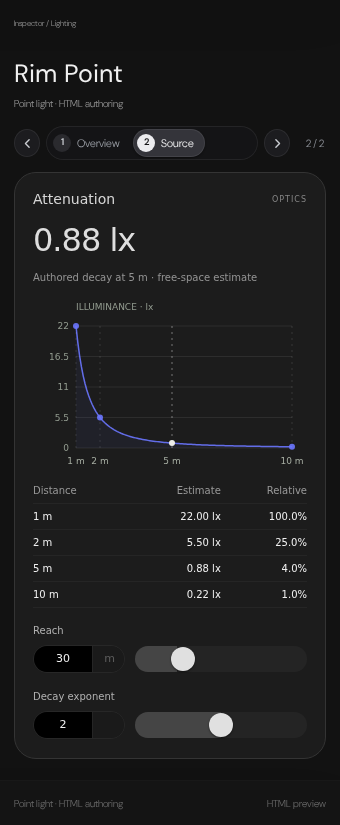 Inspector / Lighting
Rim Point
Point light · HTML authoring
1 Overview 2 Source 2 / 2
Attenuation OPTICS
0.88 lx
Authored decay at 5 m · free-space estimate
ILLUMINANCE · lx
22
16.5
11
5.5
0
1 m 2 m 5 m 10 m
Distance Estimate Relative
1 m 22.00 lx 100.0%
2 m 5.50 lx 25.0%
5 m 0.88 lx 4.0%
10 m 0.22 lx 1.0%
Reach
30 m
Decay exponent
2
Point light · HTML authoring HTML preview